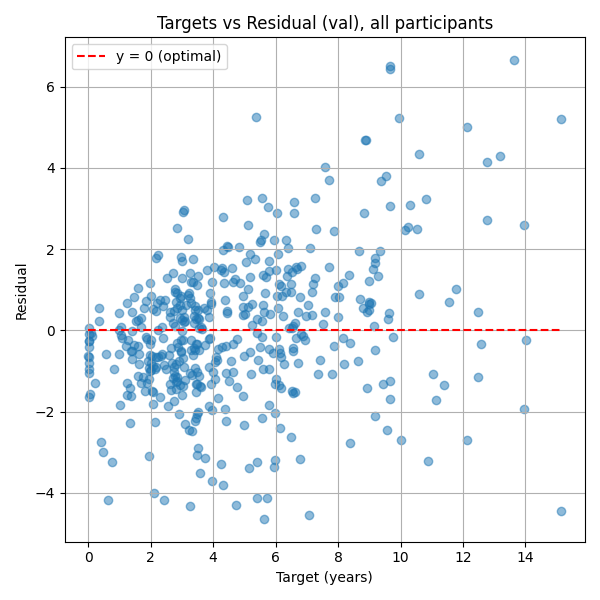 Targets vs Residual (val), all participants
y = 0 (optimal)
6
4
2
0
−2
−4
Residual
0 2 4 6 8 10 12 14
Target (years)